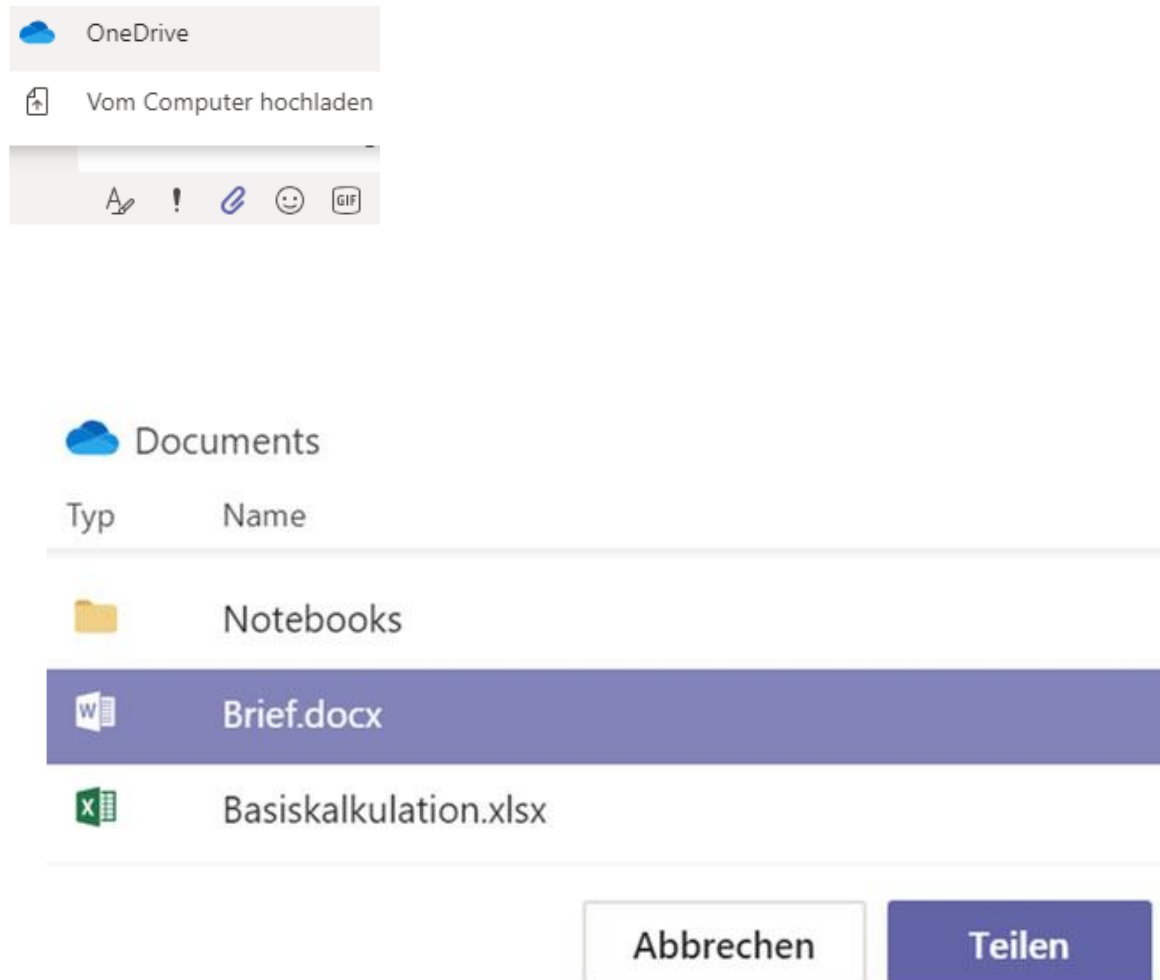 OneDrive
Vom Computer hochladen
GIF
Documents
Typ Name
Notebooks
W Brief.docx
X Basiskalkulation.xlsx
Abbrechen Teilen